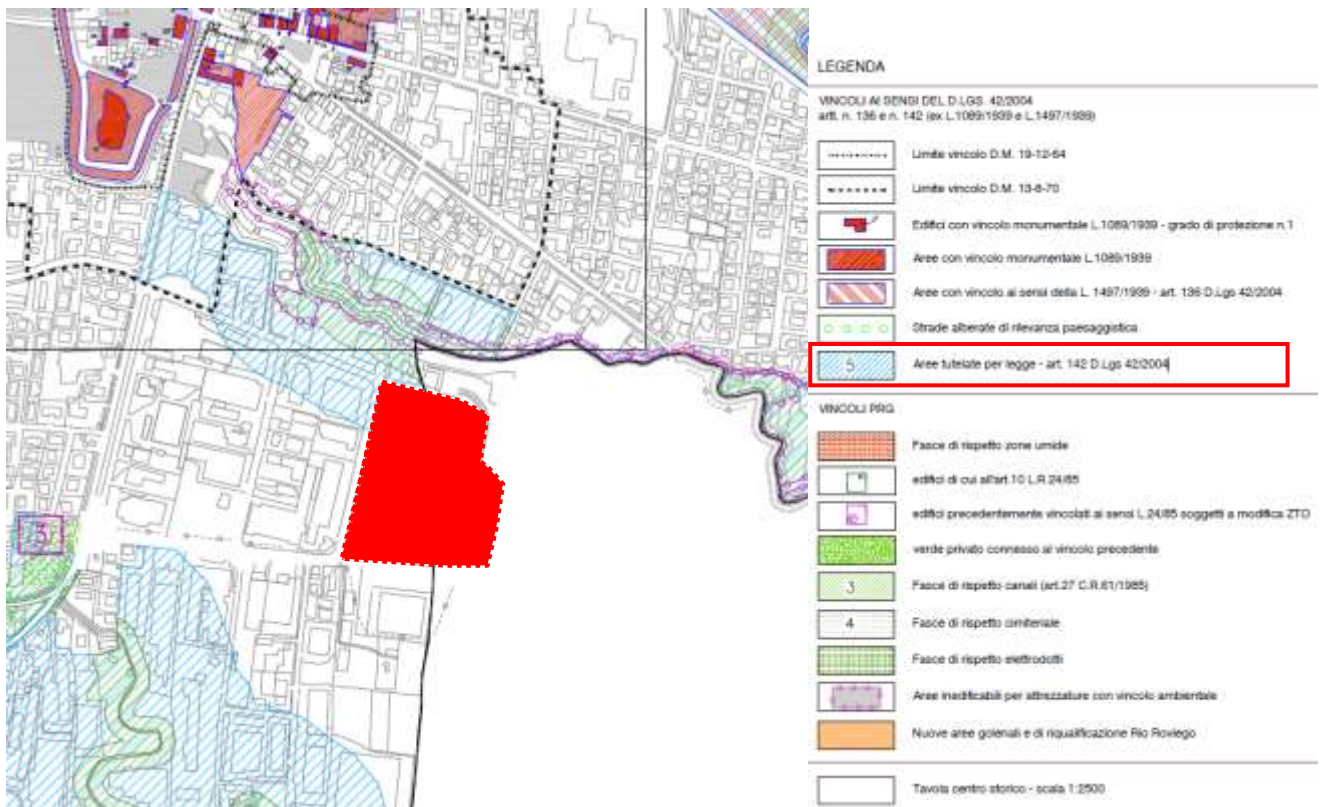 3
LEGENDA
VINCOLI AI SENSI DEL D.LGS. 42/2004
artt. n. 136 e n. 142 (ex L.1089/1939 e L.1497/1939)
Limite vincolo D.M. 19-12-64
Limite vincolo D.M. 13-8-70
Edifici con vincolo monumentale L.1089/1939 - grado di protezione n.1
Aree con vincolo monumentale L.1089/1939
Aree con vincolo ai sensi della L. 1497/1939 - art. 136 D.Lgs 42/2004
Strade alberate di rilevanza paesaggistica
5 Aree tutelate per legge - art. 142 D.Lgs 42/2004
VINCOLI PRG
Fasce di rispetto zone umide
edifici di cui all'art.10 L.R.24/85
edifici precedentemente vincolati ai sensi L.24/85 soggetti a modifica ZTO
verde privato connesso al vincolo precedente
3 Fasce di rispetto canali (art.27 C.R.61/1985)
4 Fasce di rispetto cimiteriale
Fasce di rispetto elettrodotti
Aree inedificabili per attrezzature con vincolo ambientale
Nuove aree golenali e di riqualificazione Rio Roviego
Tavola centro storico - scala 1:2500